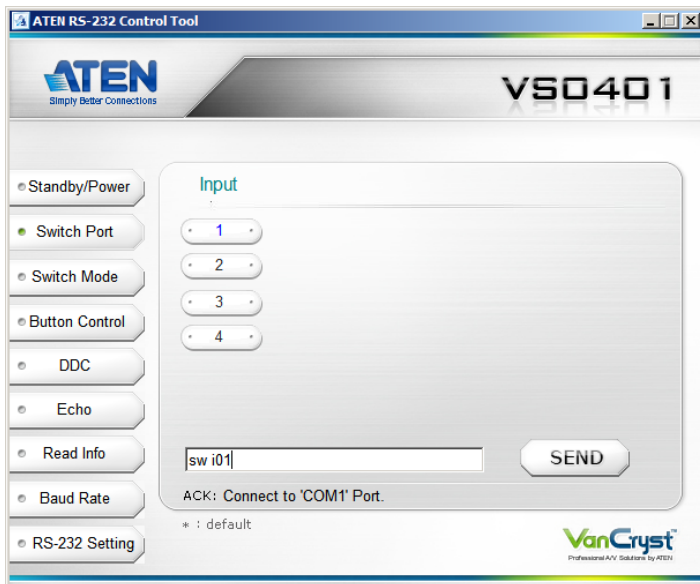 ATEN RS-232 Control Tool
ATEN
Simply Better Connections
VS0401
Standby/Power
Switch Port
Switch Mode
Button Control
DDC
Echo
Read Info
Baud Rate
RS-232 Setting
Input
1
2
3
4
sw i01
SEND
ACK: Connect to 'COM1' Port.
* : default
VanCryst™
Professional A/V Solutions by ATEN